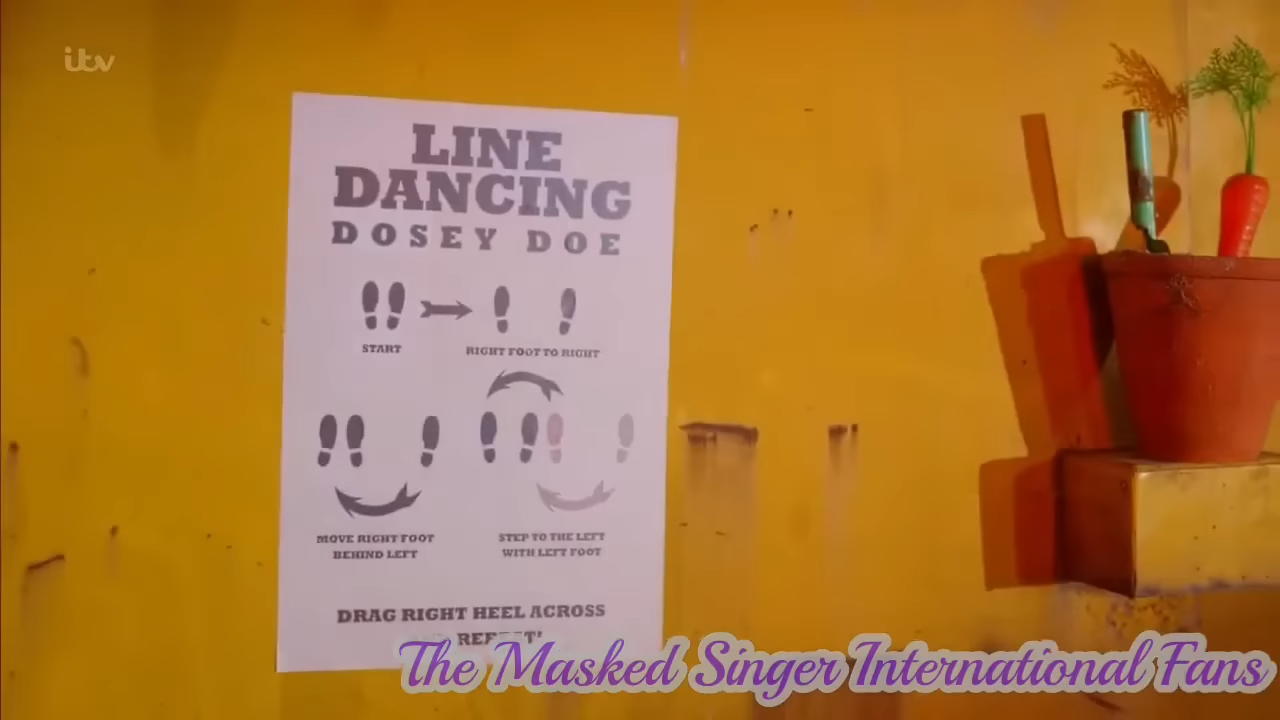 itv
LINE
DANCING
DOSEY DOE
START
RIGHT FOOT TO RIGHT
MOVE RIGHT FOOT
BEHIND LEFT
STEP TO THE LEFT
WITH LEFT FOOT
DRAG RIGHT HEEL ACROSS
The Masked Singer International Fans